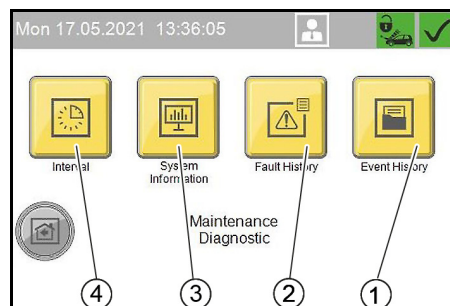 Mon 17.05.2021 13:36:05
Interval
System
Information
Fault History
Event History
Maintenance
Diagnostic
4
3
2
1